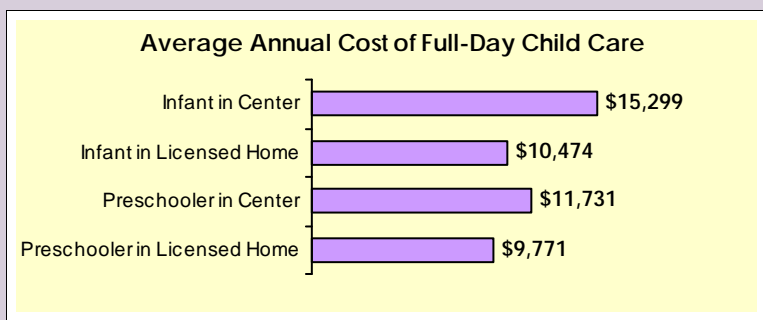 Average Annual Cost of Full-Day Child Care
Infant in Center $15,299
Infant in Licensed Home $10,474
Preschooler in Center $11,731
Preschooler in Licensed Home $9,771